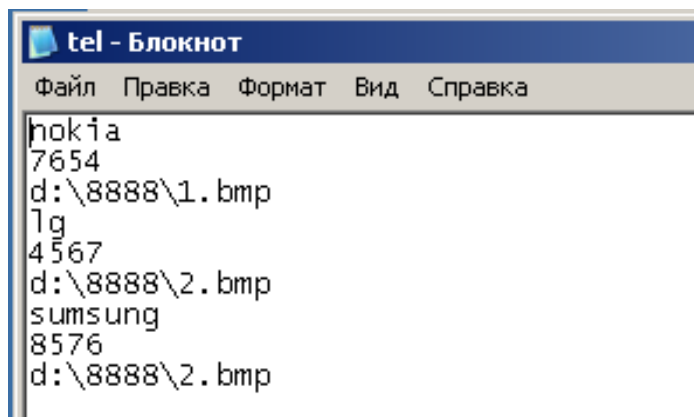 tel - Блокнот
Файл Правка Формат Вид Справка
nokia
7654
d:\8888\1.bmp
lg
4567
d:\8888\2.bmp
sumsung
8576
d:\8888\2.bmp